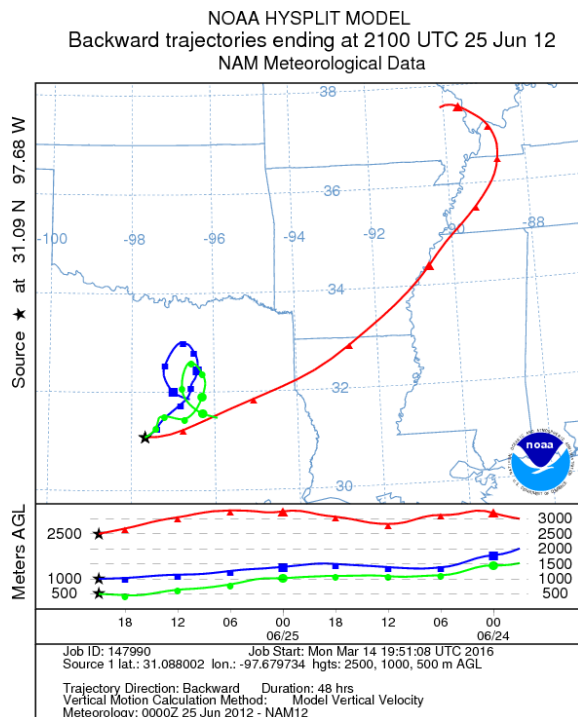 NOAA HYSPLIT MODEL
Backward trajectories ending at 2100 UTC 25 Jun 12
NAM Meteorological Data
Source ★ at 31.09 N 97.68 W
38
36
-100 -98 -96 -94 -92 -90 -88
34
32
30
noaa
Meters AGL
2500
1000
500
3000
2500
2000
1500
1000
500
18 12 06 00 18 12 06 00
06/25 06/24
Job ID: 147990 Job Start: Mon Mar 14 19:51:08 UTC 2016
Source 1 lat.: 31.088002 lon.: -97.679734 hgts: 2500, 1000, 500 m AGL
Trajectory Direction: Backward Duration: 48 hrs
Vertical Motion Calculation Method: Model Vertical Velocity
Meteorology: 0000Z 25 Jun 2012 - NAM12